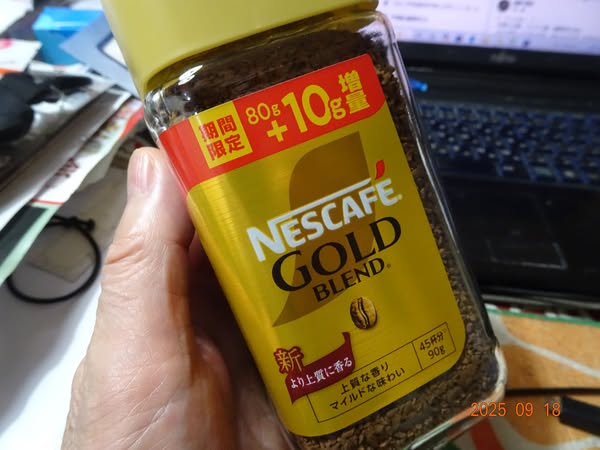 期間
限定
80g
+10g
増量
NESCAFÉ®
GOLD
BLEND®
新
より上質に香る
上質な香り
マイルドな味わい
45杯分
90g
FUJITSU
2025 09 18